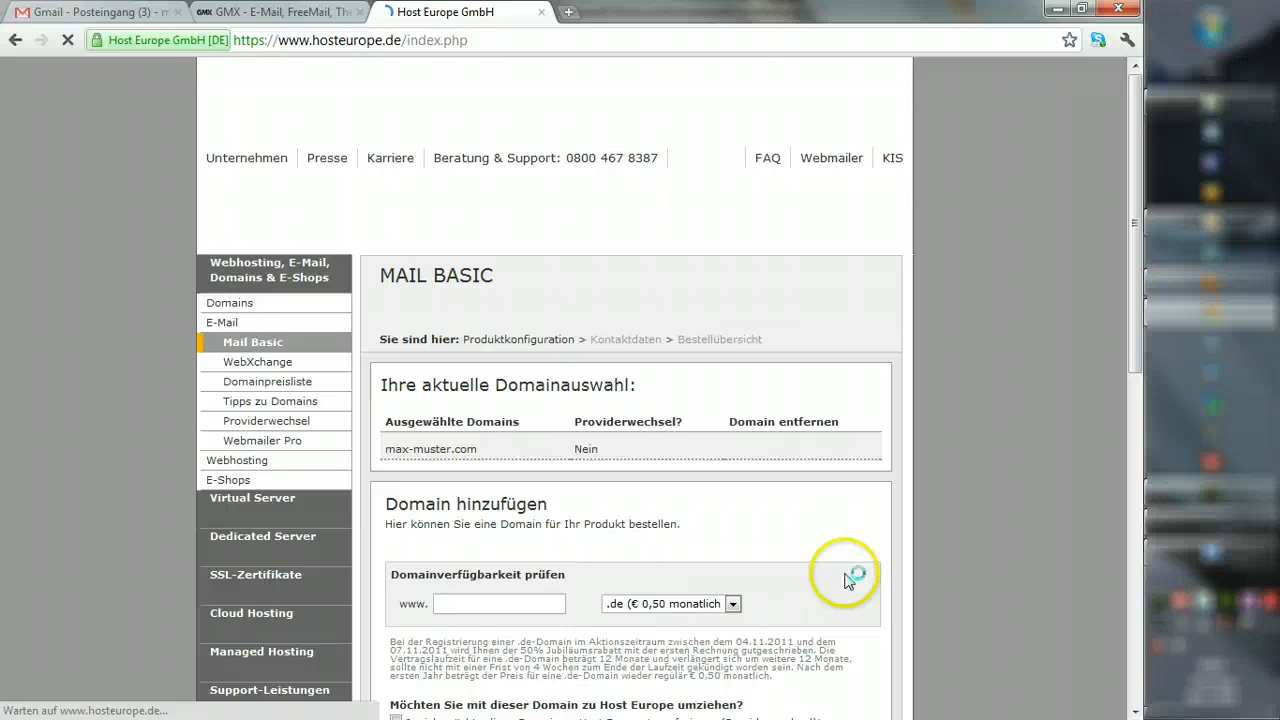 Gmail - Posteingang (3) - m
GMX - E-Mail, FreeMail, The
Host Europe GmbH
Host Europe GmbH [DE]
https://www.hosteurope.de/index.php
Unternehmen
Presse
Karriere
Beratung & Support: 0800 467 8387
FAQ
Webmailer
KIS
Webhosting, E-Mail,
Domains & E-Shops
Domains
E-Mail
Mail Basic
WebXchange
Domainpreisliste
Tipps zu Domains
Providerwechsel
Webmailer Pro
Webhosting
E-Shops
Virtual Server
Dedicated Server
SSL-Zertifikate
Cloud Hosting
Managed Hosting
Support-Leistungen
MAIL BASIC
Sie sind hier: Produktkonfiguration > Kontaktdaten > Bestellübersicht
Ihre aktuelle Domainauswahl:
Ausgewählte Domains Providerwechsel? Domain entfernen
max-muster.com Nein
Domain hinzufügen
Hier können Sie eine Domain für Ihr Produkt bestellen.
Domainverfügbarkeit prüfen
www. .de (€ 0,50 monatlich
Bei der Registrierung einer .de-Domain im Aktionszeitraum zwischen dem 04.11.2011 und dem
07.11.2011 wird Ihnen der 50% Jubiläumsrabatt mit der ersten Rechnung gutgeschrieben. Die
Vertragslaufzeit für eine .de-Domain beträgt 12 Monate und verlängert sich um weitere 12 Monate,
sollte nicht mit einer Frist von 4 Wochen zum Ende der Laufzeit gekündigt worden sein. Nach dem
ersten Jahr beträgt der Preis für eine .de-Domain wieder regulär € 0,50 monatlich.
Möchten Sie mit dieser Domain zu Host Europe umziehen?
Warten auf www.hosteurope.de...